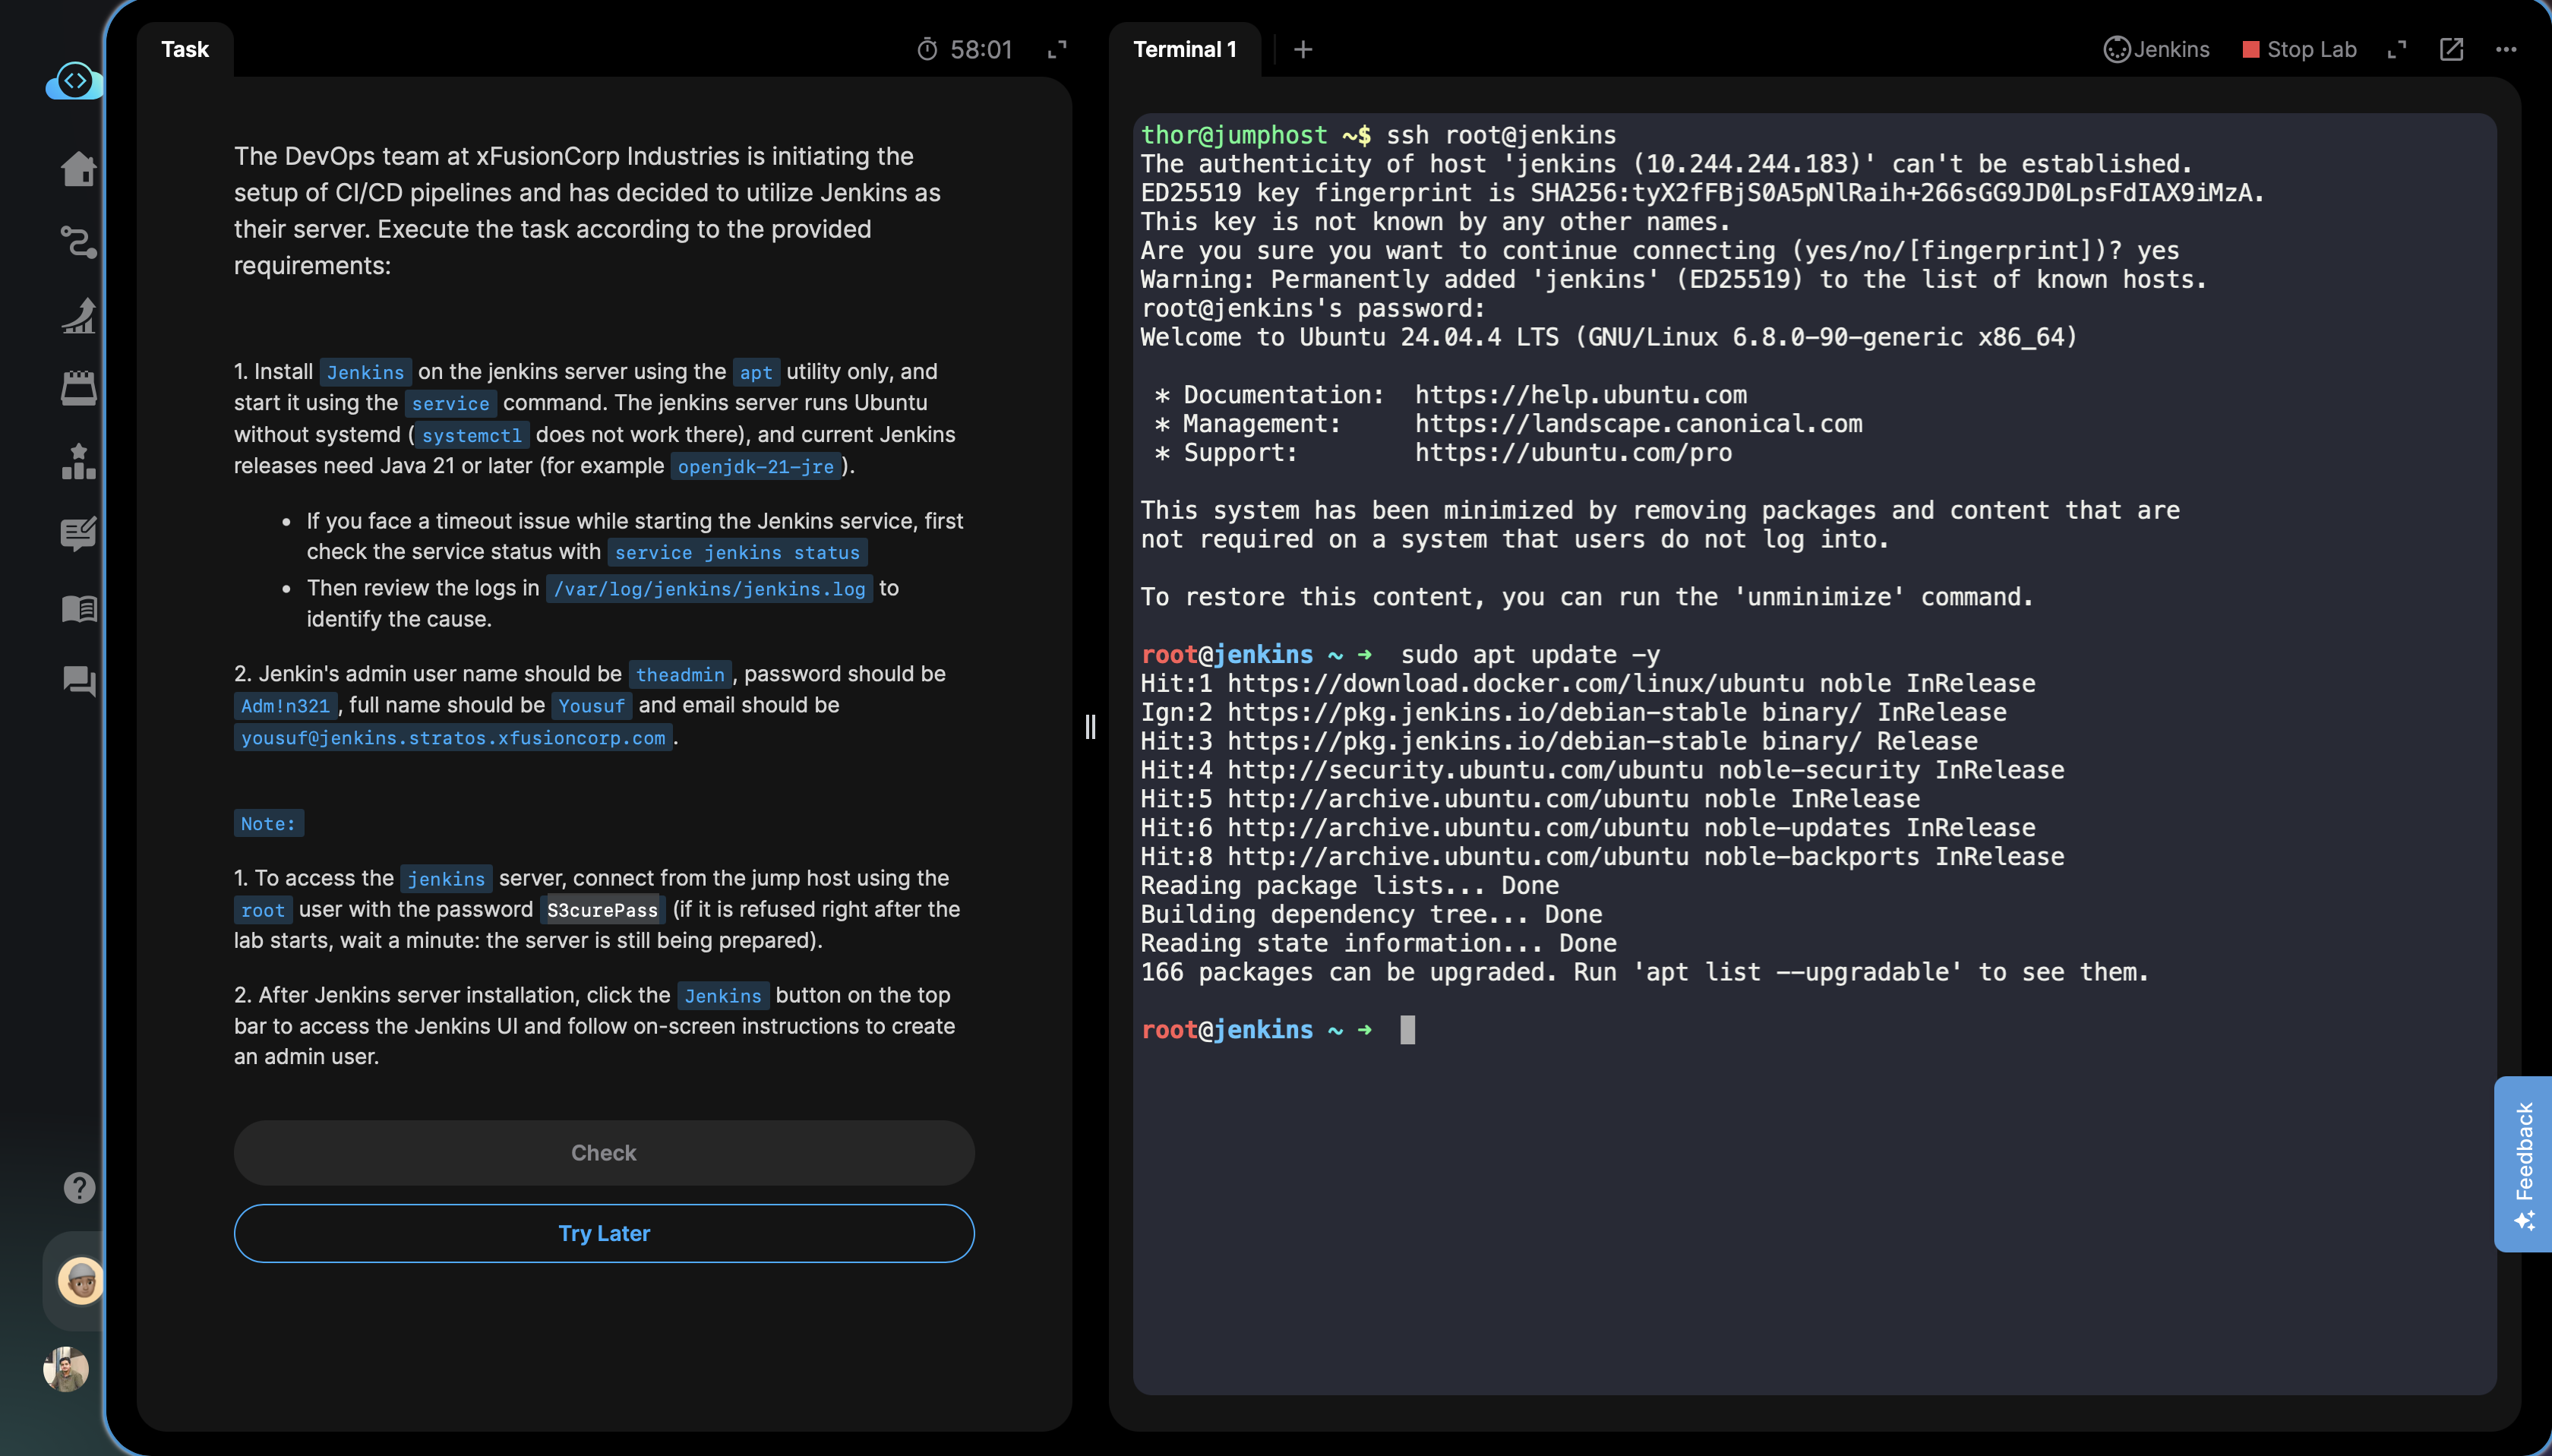 Task
58:01
The DevOps team at xFusionCorp Industries is initiating the
setup of CI/CD pipelines and has decided to utilize Jenkins as
their server. Execute the task according to the provided
requirements:
1. Install Jenkins on the jenkins server using the apt utility only, and
start it using the service command. The jenkins server runs Ubuntu
without systemd ( systemctl does not work there), and current Jenkins
releases need Java 21 or later (for example openjdk-21-jre ).
• If you face a timeout issue while starting the Jenkins service, first
check the service status with service jenkins status
• Then review the logs in /var/log/jenkins/jenkins.log to
identify the cause.
2. Jenkin's admin user name should be theadmin , password should be
Adm!n321 , full name should be Yousuf and email should be
yousuf@jenkins.stratos.xfusioncorp.com .
Note:
1. To access the jenkins server, connect from the jump host using the
root user with the password S3curePass (if it is refused right after the
lab starts, wait a minute: the server is still being prepared).
2. After Jenkins server installation, click the Jenkins button on the top
bar to access the Jenkins UI and follow on-screen instructions to create
an admin user.
Check
Try Later
Terminal 1
+
Jenkins
Stop Lab
thor@jumphost ~$ ssh root@jenkins
The authenticity of host 'jenkins (10.244.244.183)' can't be established.
ED25519 key fingerprint is SHA256:tyX2fFBjS0A5pNlRaih+266sGG9JD0LpsFdIAX9iMzA.
This key is not known by any other names.
Are you sure you want to continue connecting (yes/no/[fingerprint])? yes
Warning: Permanently added 'jenkins' (ED25519) to the list of known hosts.
root@jenkins's password:
Welcome to Ubuntu 24.04.4 LTS (GNU/Linux 6.8.0-90-generic x86_64)
* Documentation:  https://help.ubuntu.com
* Management:     https://landscape.canonical.com
* Support:        https://ubuntu.com/pro
This system has been minimized by removing packages and content that are
not required on a system that users do not log into.
To restore this content, you can run the 'unminimize' command.
root@jenkins ~ ➜  sudo apt update -y
Hit:1 https://download.docker.com/linux/ubuntu noble InRelease
Ign:2 https://pkg.jenkins.io/debian-stable binary/ InRelease
Hit:3 https://pkg.jenkins.io/debian-stable binary/ Release
Hit:4 http://security.ubuntu.com/ubuntu noble-security InRelease
Hit:5 http://archive.ubuntu.com/ubuntu noble InRelease
Hit:6 http://archive.ubuntu.com/ubuntu noble-updates InRelease
Hit:8 http://archive.ubuntu.com/ubuntu noble-backports InRelease
Reading package lists... Done
Building dependency tree... Done
Reading state information... Done
166 packages can be upgraded. Run 'apt list --upgradable' to see them.
root@jenkins ~ ➜
Feedback